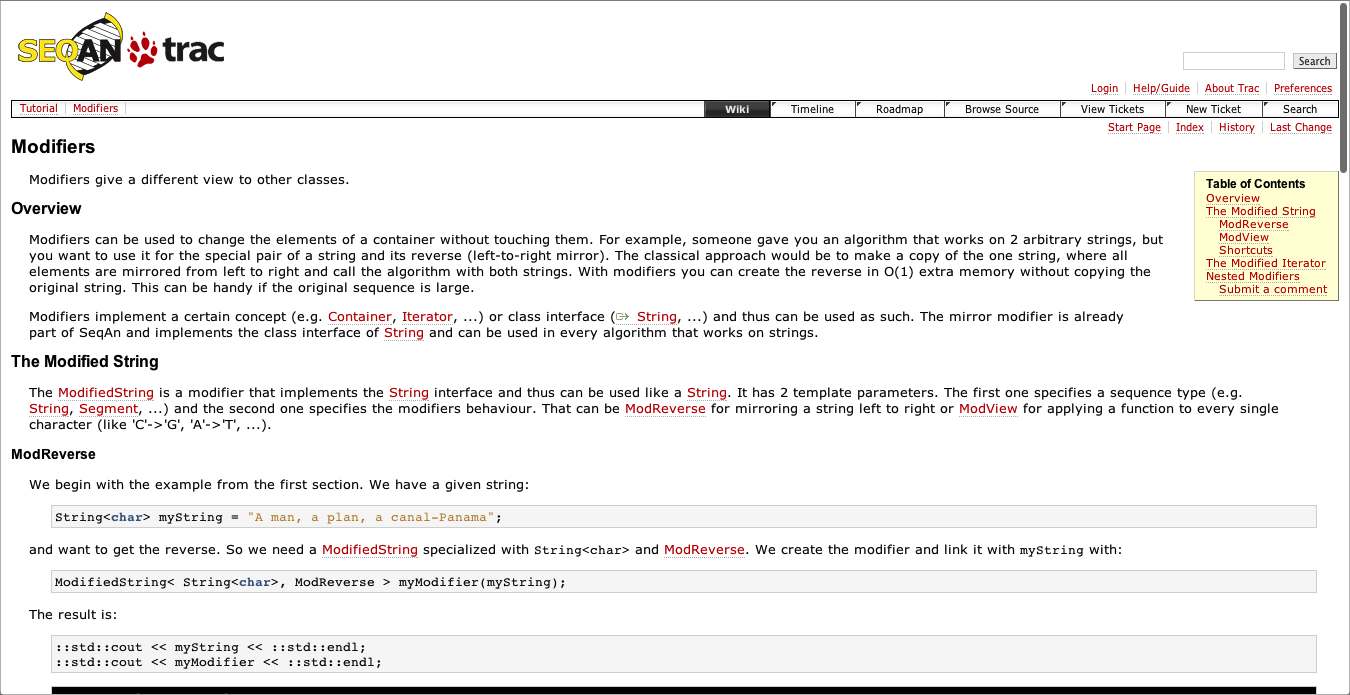 SEQAN trac
Search
Login Help/Guide About Trac Preferences
Tutorial Modifiers Wiki Timeline Roadmap Browse Source View Tickets New Ticket Search
Start Page Index History Last Change
Modifiers
Modifiers give a different view to other classes.
Table of Contents
Overview
The Modified String
ModReverse
ModView
Shortcuts
The Modified Iterator
Nested Modifiers
Submit a comment
Overview
Modifiers can be used to change the elements of a container without touching them. For example, someone gave you an algorithm that works on 2 arbitrary strings, but
you want to use it for the special pair of a string and its reverse (left-to-right mirror). The classical approach would be to make a copy of the one string, where all
elements are mirrored from left to right and call the algorithm with both strings. With modifiers you can create the reverse in O(1) extra memory without copying the
original string. This can be handy if the original sequence is large.
Modifiers implement a certain concept (e.g. Container, Iterator, ...) or class interface (String, ...) and thus can be used as such. The mirror modifier is already
part of SeqAn and implements the class interface of String and can be used in every algorithm that works on strings.
The Modified String
The ModifiedString is a modifier that implements the String interface and thus can be used like a String. It has 2 template parameters. The first one specifies a sequence type (e.g.
String, Segment, ...) and the second one specifies the modifiers behaviour. That can be ModReverse for mirroring a string left to right or ModView for applying a function to every single
character (like 'C'->'G', 'A'->'T', ...).
ModReverse
We begin with the example from the first section. We have a given string:
String<char> myString = "A man, a plan, a canal-Panama";
and want to get the reverse. So we need a ModifiedString specialized with String<char> and ModReverse. We create the modifier and link it with myString with:
ModifiedString< String<char>, ModReverse > myModifier(myString);
The result is:
::std::cout << myString << ::std::endl;
::std::cout << myModifier << ::std::endl;